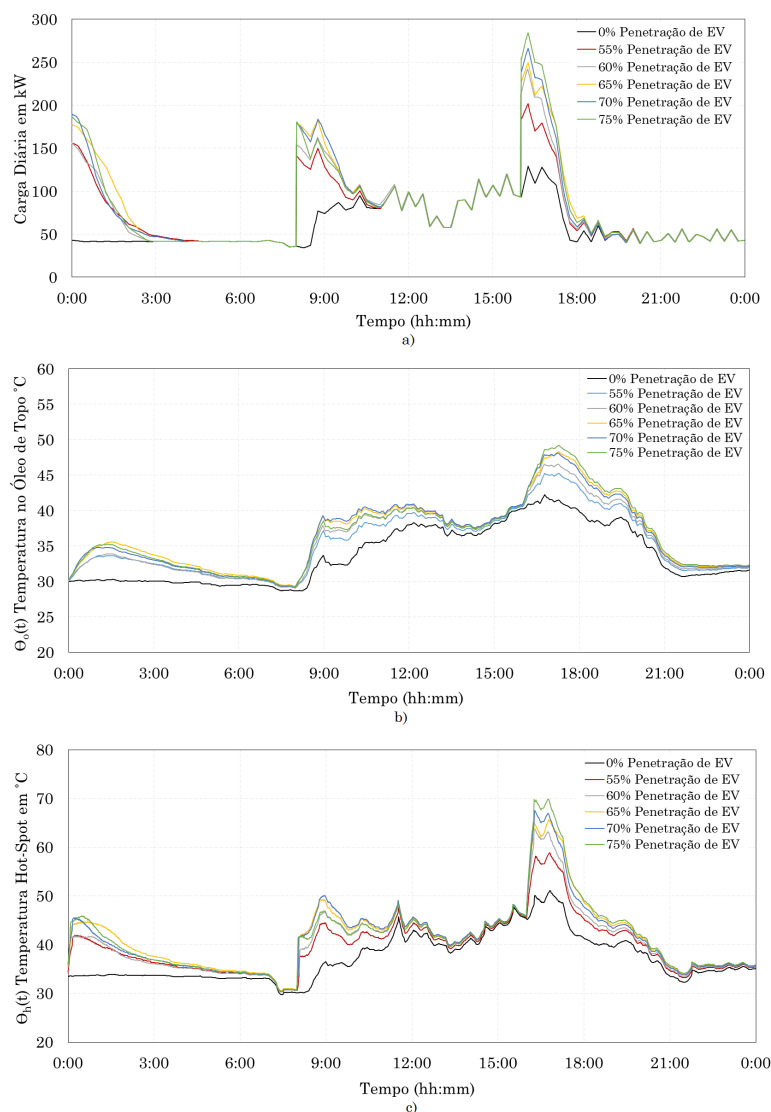 Carga Diária em kW
300
250
200
150
100
50
0
0% Penetração de EV
55% Penetração de EV
60% Penetração de EV
65% Penetração de EV
70% Penetração de EV
75% Penetração de EV
0:00 3:00 6:00 9:00 12:00 15:00 18:00 21:00 0:00
Tempo (hh:mm)
a)
Ɵo(t) Temperatura no Óleo de Topo °C
60
55
50
45
40
35
30
25
20
0% Penetração de EV
55% Penetração de EV
60% Penetração de EV
65% Penetração de EV
70% Penetração de EV
75% Penetração de EV
0:00 3:00 6:00 9:00 12:00 15:00 18:00 21:00 0:00
Tempo (hh:mm)
b)
Ɵh(t) Temperatura Hot-Spot em °C
80
70
60
50
40
30
20
0% Penetração de EV
55% Penetração de EV
60% Penetração de EV
65% Penetração de EV
70% Penetração de EV
75% Penetração de EV
0:00 3:00 6:00 9:00 12:00 15:00 18:00 21:00 0:00
Tempo (hh:mm)
c)